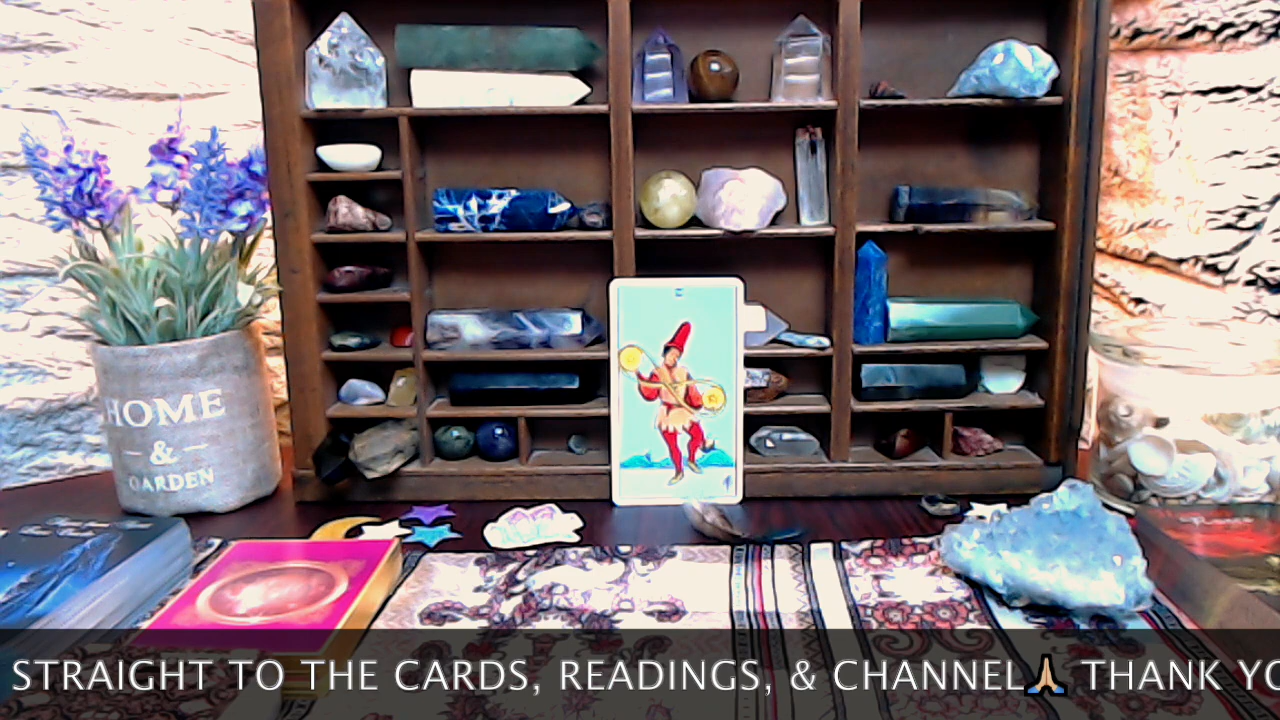 HOME
&
GARDEN
STRAIGHT TO THE CARDS, READINGS, & CHANNEL🙏🏼 THANK YO